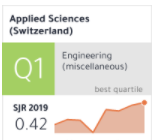 Applied Sciences
(Switzerland)
Q1
Engineering
(miscellaneous)
best quartile
SJR 2019
0.42